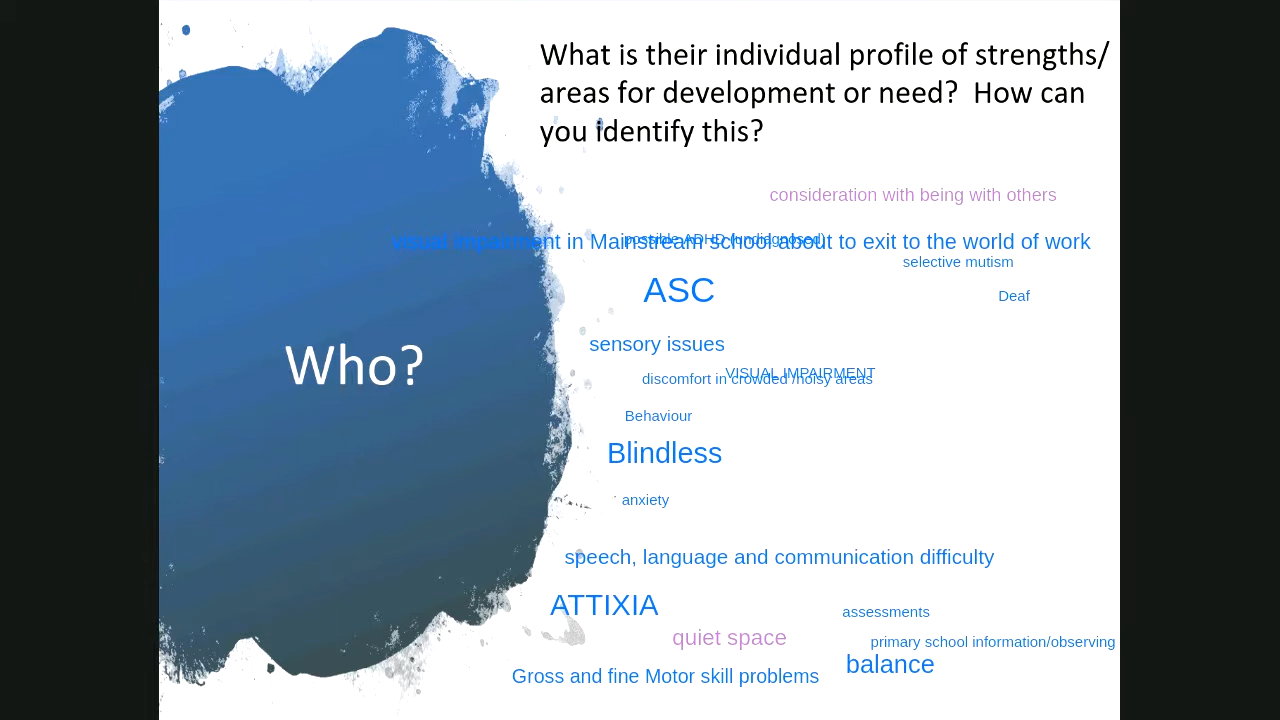 What is their individual profile of strengths/
areas for development or need? How can
you identify this?
consideration with being with others
possible ADHD (undiagnosed)
visual impairment in Mainstream school about to exit to the world of work
selective mutism
ASC
Deaf
sensory issues
VISUAL IMPAIRMENT
discomfort in crowded /noisy areas
Who?
Behaviour
Blindless
anxiety
speech, language and communication difficulty
ATTIXIA
assessments
quiet space
primary school information/observing
balance
Gross and fine Motor skill problems